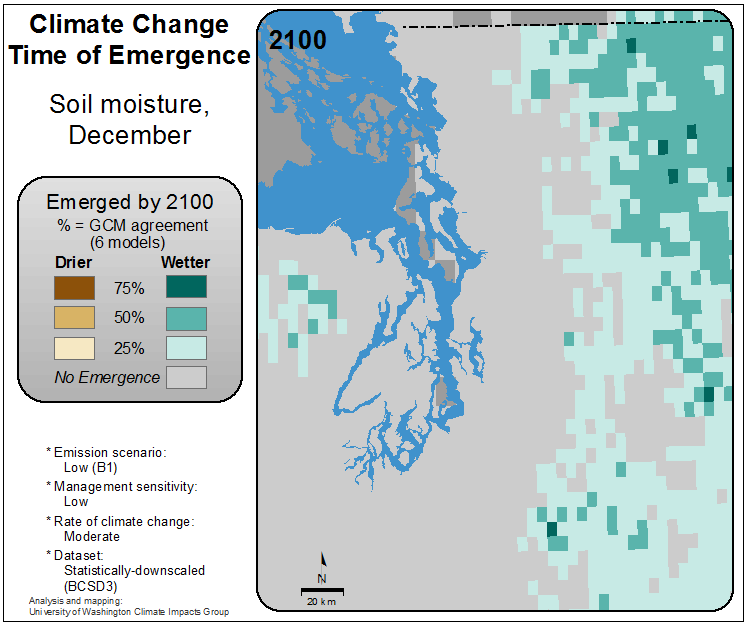 Climate Change
Time of Emergence
Soil moisture,
December
Emerged by 2100
% = GCM agreement
(6 models)
Drier Wetter
75%
50%
25%
No Emergence
* Emission scenario:
Low (B1)
* Management sensitivity:
Low
* Rate of climate change:
Moderate
* Dataset:
Statistically-downscaled
(BCSD3)
Analysis and mapping:
University of Washington Climate Impacts Group
2100
N
20 km